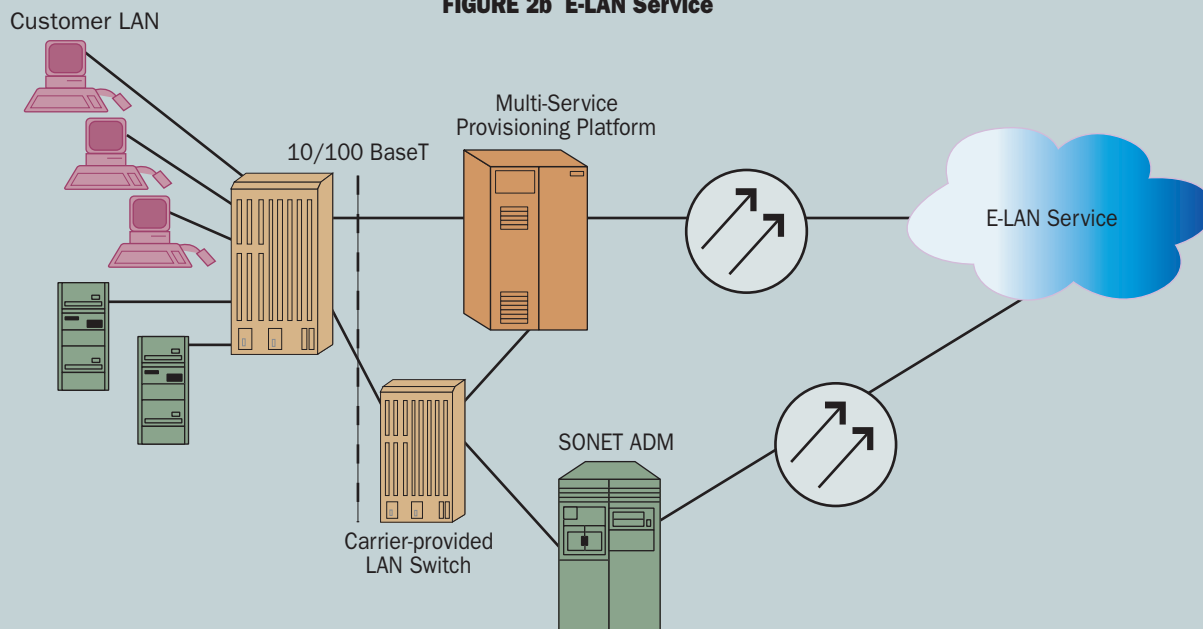 FIGURE 2b E-LAN Service
Customer LAN
Multi-Service
Provisioning Platform
10/100 BaseT
E-LAN Service
SONET ADM
Carrier-provided
LAN Switch